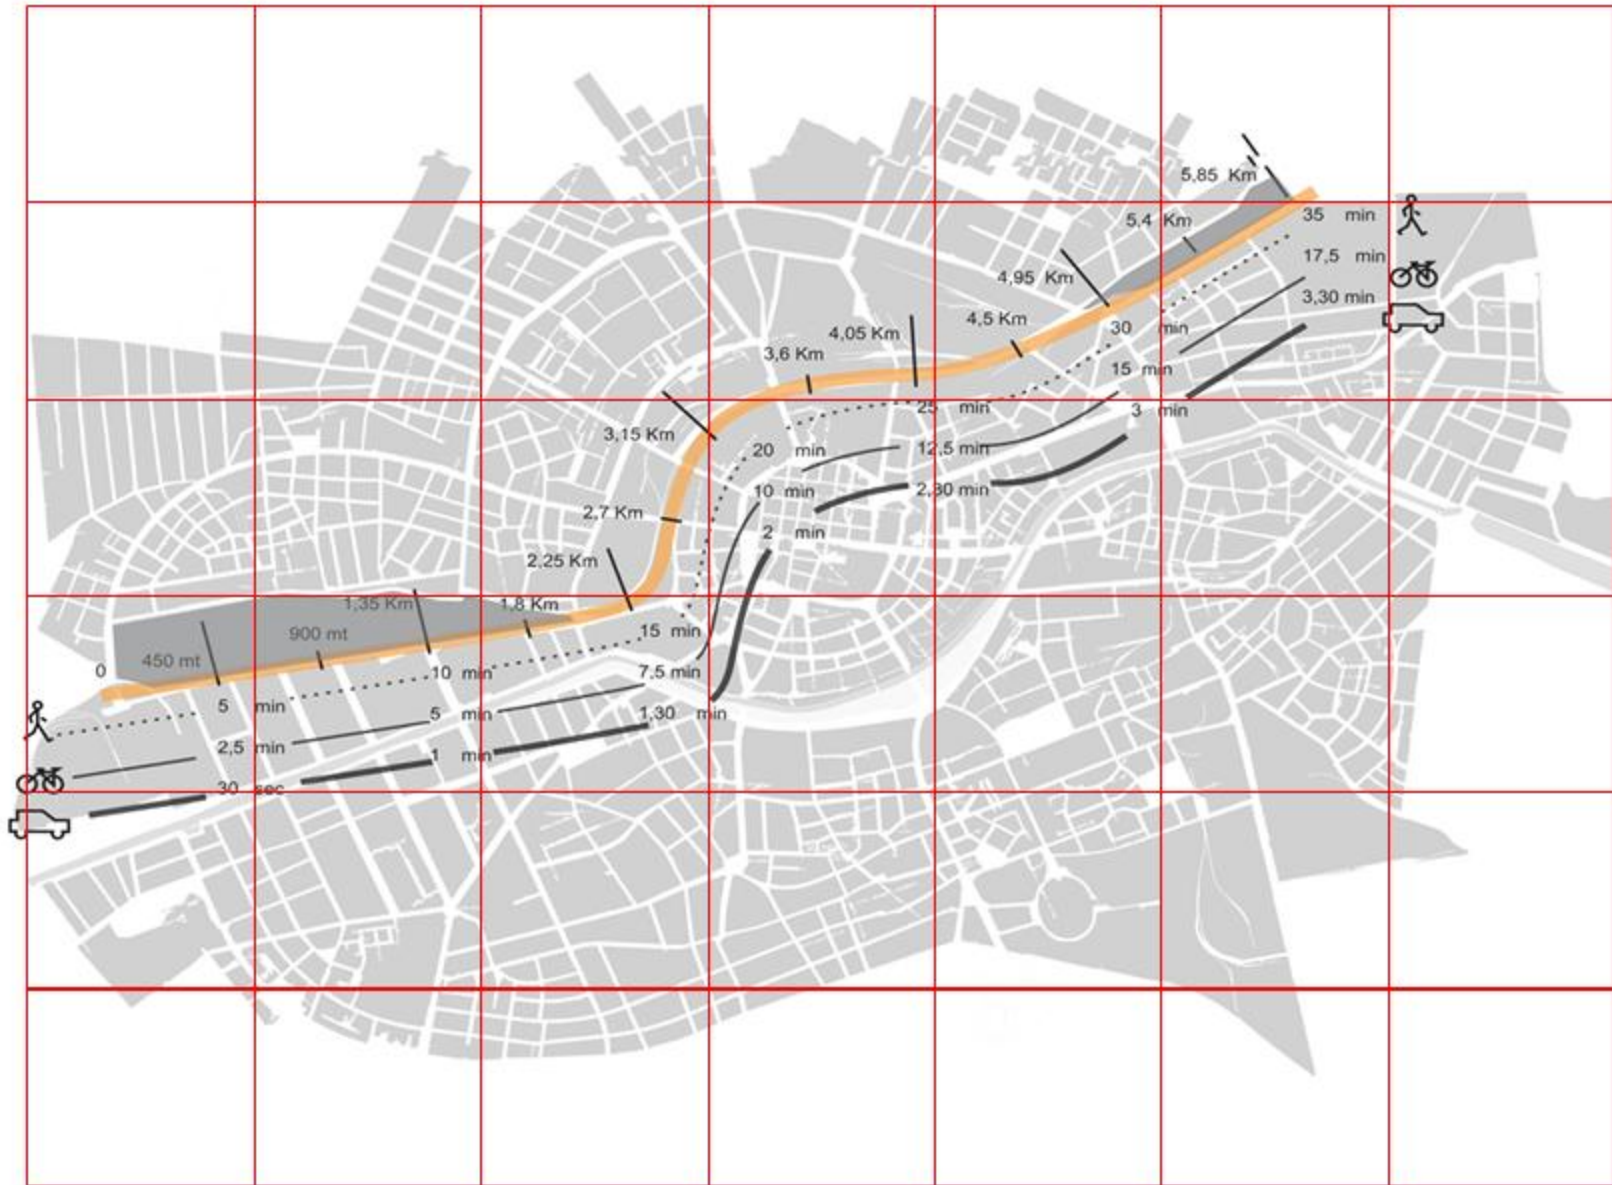 5,85 Km
5,4 Km
35 min
17,5 min
4,95 Km
3,30 min
4,5 Km
30 min
4,05 Km
3,6 Km
15 min
25 min
3 min
3,15 Km
20 min
12,5 min
10 min
2,30 min
2,7 Km
2 min
2,25 Km
1,35 Km
1,8 Km
900 mt
15 min
450 mt
0
10 min
7,5 min
5 min
5 min
1,30 min
2,5 min
1 min
30 sec